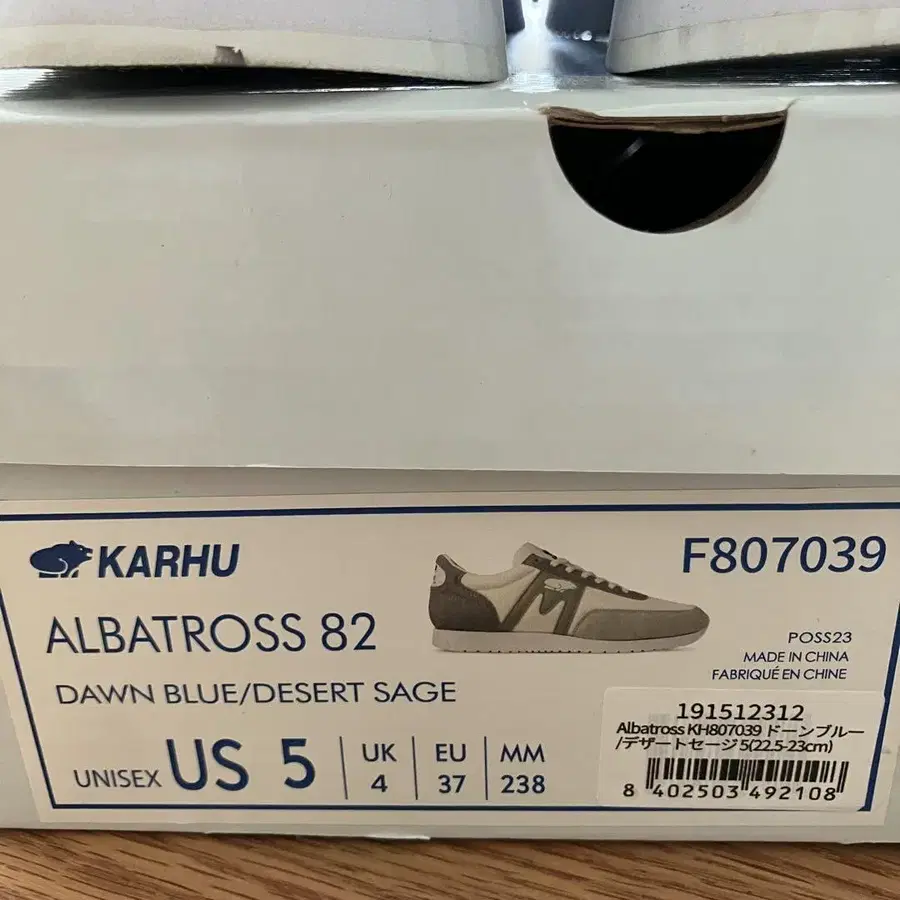 KARHU
F807039
ALBATROSS 82
DAWN BLUE/DESERT SAGE
POSS23
MADE IN CHINA
FABRIQUÉ EN CHINE
UNISEX US 5
UK
4
EU
37
MM
238
191512312
Albatross KH807039 ドーンブルー
/デザートセージ 5(22.5-23cm)
8 402503 492108